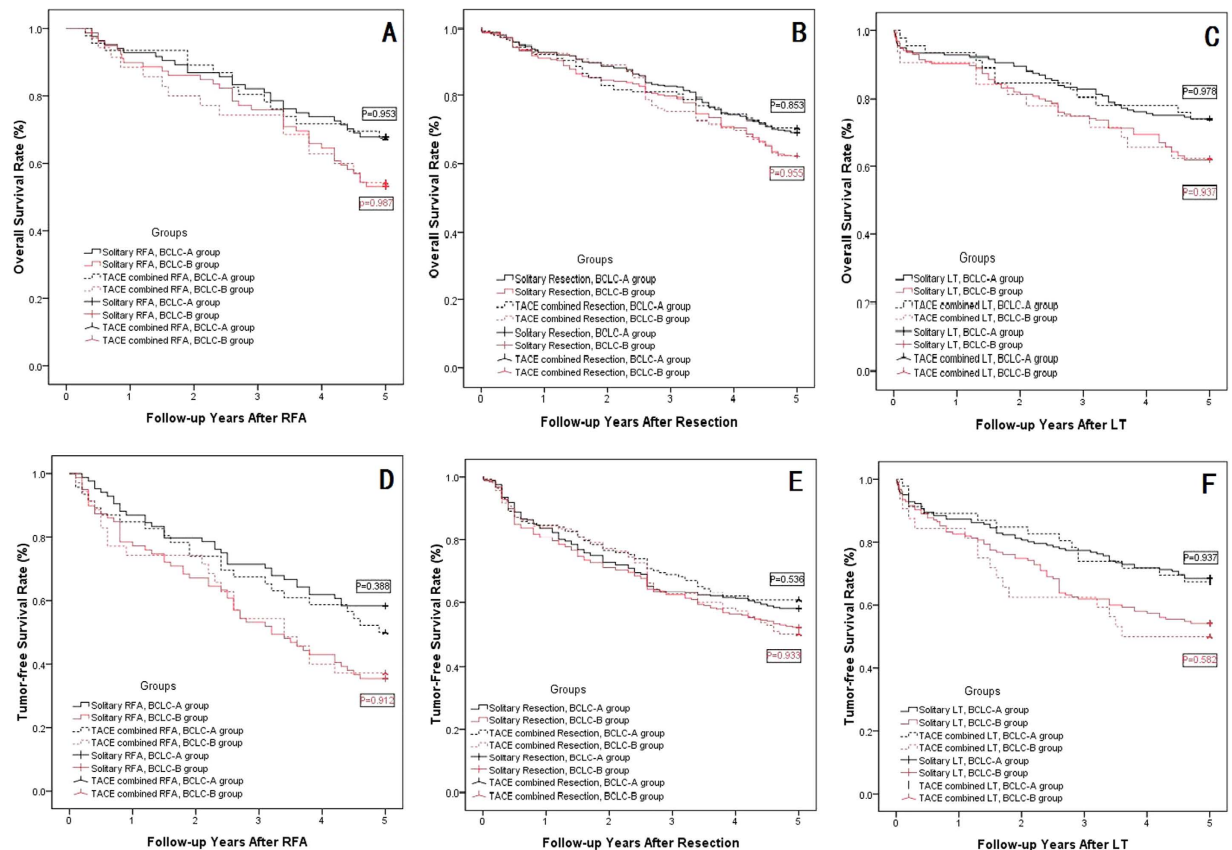 A
Overall Survival Rate (%)
1.0
0.8
0.6
0.4
0.2
0.0
P=0.953
p=0.987
Groups
Solitary RFA, BCLC-A group
Solitary RFA, BCLC-B group
TACE combined RFA, BCLC-A group
TACE combined RFA, BCLC-B group
Solitary RFA, BCLC-A group
Solitary RFA, BCLC-B group
TACE combined RFA, BCLC-A group
TACE combined RFA, BCLC-B group
0 1 2 3 4 5
Follow-up Years After RFA
B
Overall Survival Rate (%)
1.0
0.8
0.6
0.4
0.2
0.0
P=0.853
P=0.955
Groups
Solitary Resection, BCLC-A group
Solitary Resection, BCLC-B group
TACE combined Resection, BCLC-A group
TACE combined Resection, BCLC-B group
Solitary Resection, BCLC-A group
Solitary Resection, BCLC-B group
TACE combined Resection, BCLC-A group
TACE combined Resection, BCLC-B group
0 1 2 3 4 5
Follow-up Years After Resection
C
Overall Survival Rate (%)
1.0
0.8
0.6
0.4
0.2
0.0
P=0.978
P=0.937
Groups
Solitary LT, BCLC-A group
Solitary LT, BCLC-B group
TACE combined LT, BCLC-A group
TACE combined LT, BCLC-B group
Solitary LT, BCLC-A group
Solitary LT, BCLC-B group
TACE combined LT, BCLC-A group
TACE combined LT, BCLC-B group
0 1 2 3 4 5
Follow-up Years After LT
D
Tumor-free Survival Rate (%)
1.0
0.8
0.6
0.4
0.2
0.0
P=0.388
P=0.912
Groups
Solitary RFA, BCLC-A group
Solitary RFA, BCLC-B group
TACE combined RFA, BCLC-A group
TACE combined RFA, BCLC-B group
Solitary RFA, BCLC-A group
Solitary RFA, BCLC-B group
TACE combined RFA, BCLC-A group
TACE combined RFA, BCLC-B group
0 1 2 3 4 5
Follow-up Years After RFA
E
Tumor-Free Survival Rate (%)
1.0
0.8
0.6
0.4
0.2
0.0
P=0.536
P=0.933
Groups
Solitary Resection, BCLC-A group
Solitary Resection, BCLC-B group
TACE combined Resection, BCLC-A group
TACE combined Resection, BCLC-B group
Solitary Resection, BCLC-A group
Solitary Resection, BCLC-B group
TACE combined Resection, BCLC-A group
TACE combined Resection, BCLC-B group
0 1 2 3 4 5
Follow-up Years After Resection
F
Tumor-free Survival Rate (%)
1.0
0.8
0.6
0.4
0.2
0.0
P=0.937
P=0.582
Groups
Solitary LT, BCLC-A group
Solitary LT, BCLC-B group
TACE combined LT, BCLC-A group
TACE combined LT, BCLC-B group
Solitary LT, BCLC-A group
Solitary LT, BCLC-B group
TACE combined LT, BCLC-A group
TACE combined LT, BCLC-B group
0 1 2 3 4 5
Follow-up Years After LT